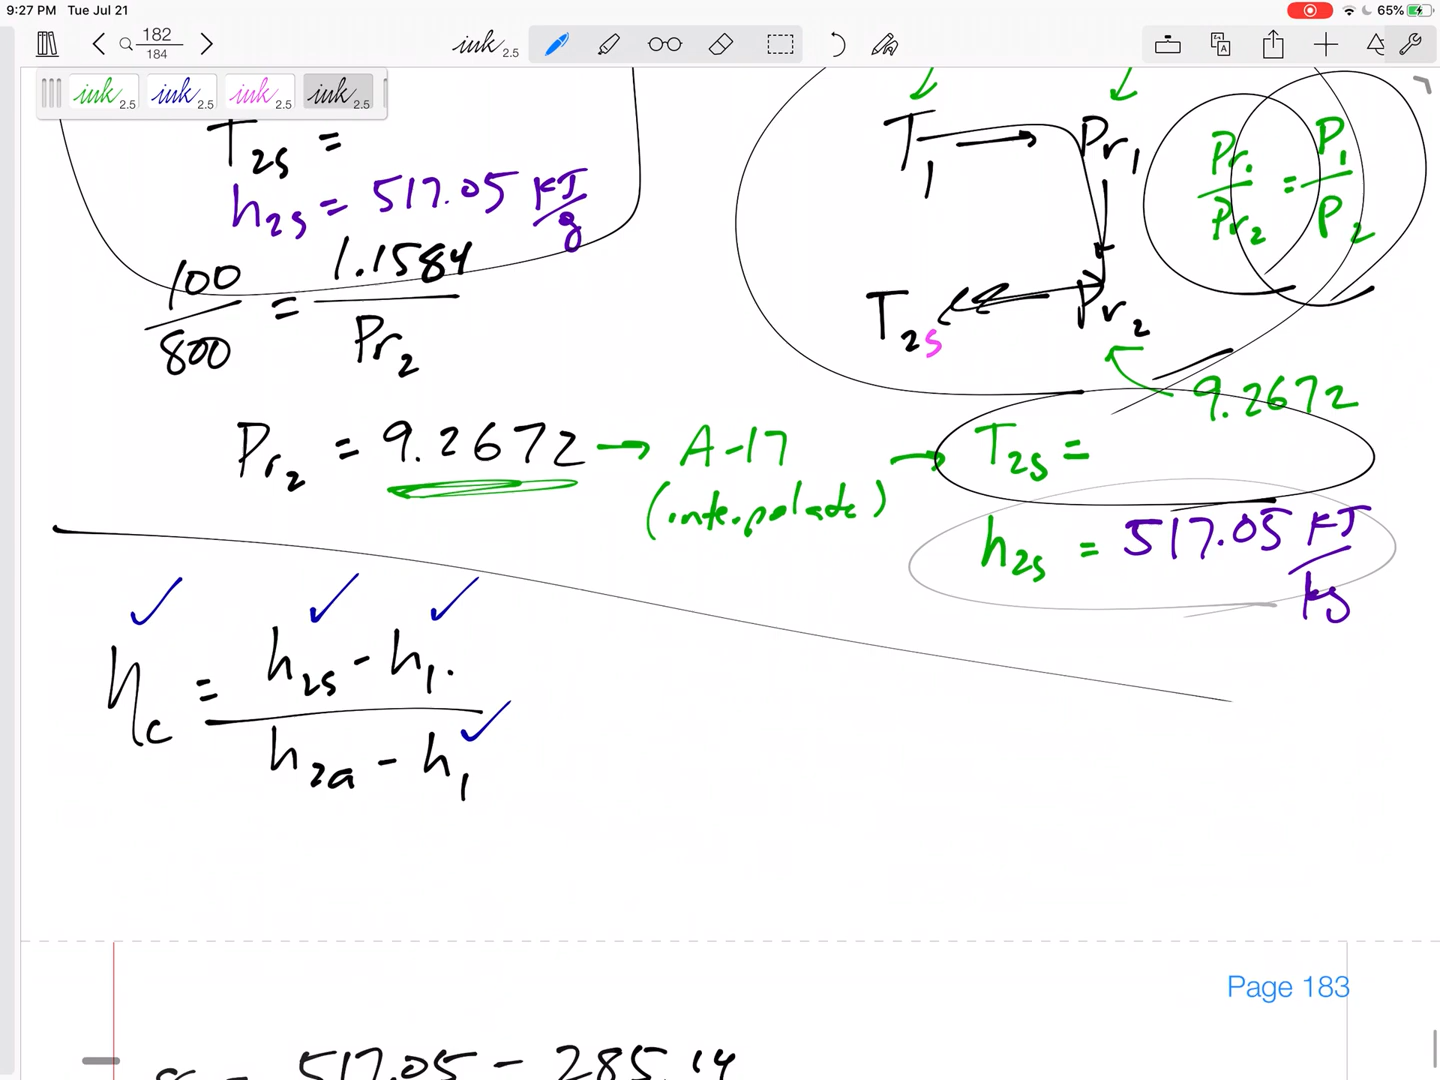 9:27 PM Tue Jul 21
65%
182
184
ink 2.5
ink 2.5 ink 2.5 ink 2.5 ink 2.5
T2s =
h2s = 517.05 kJ/g
100/800 = 1.1584/Pr2
T1 → Pr1
Pr1/Pr2 = P1/P2
T2s ← Pr2
9.2672
Pr2 = 9.2672 → A-17 → T2s =
(interpolate)
h2s = 517.05 kJ/kg
✓ ✓ ✓
ηc = (h2s - h1)/(h2a - h1) ✓
Page 183
517.05 - 285.14